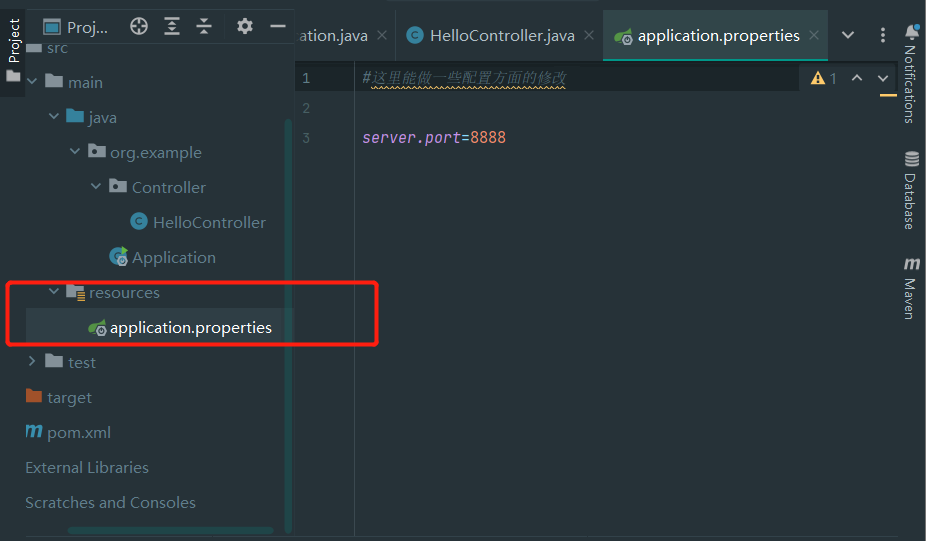 Project
Proj...
src
main
java
org.example
Controller
HelloController
Application
resources
application.properties
test
target
pom.xml
External Libraries
Scratches and Consoles
ation.java
HelloController.java
application.properties
1 #这里能做一些配置方面的修改
1
2
3 server.port=8888
Notifications
Database
Maven